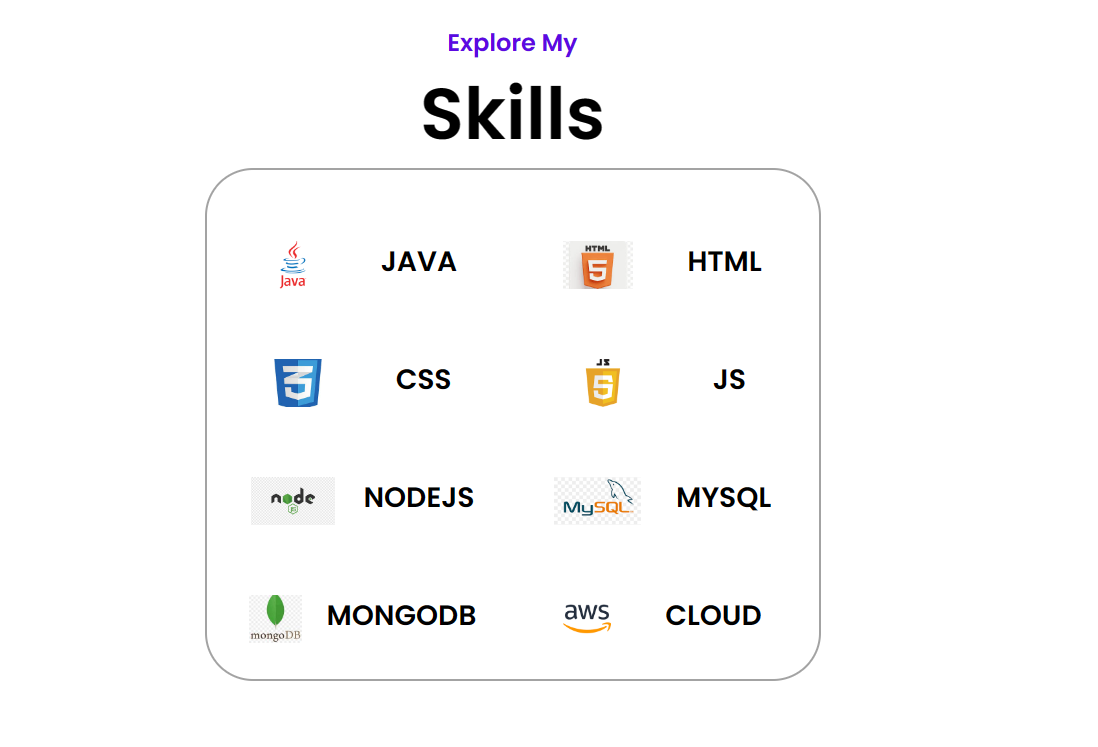 Explore My
Skills
Java
JAVA
HTML
5
HTML
3
CSS
JS
5
JS
node
JS
NODEJS
MySQL
MYSQL
mongoDB
MONGODB
aws
CLOUD